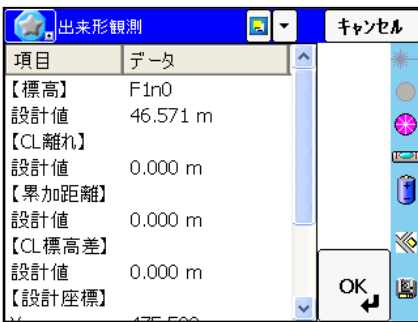 出来形観測 キャンセル
項目 データ
【標高】 F1n0
設計値 46.571 m
【CL離れ】
設計値 0.000 m
【累加距離】
設計値 0.000 m
【CL標高差】
設計値 0.000 m
【設計座標】
OK